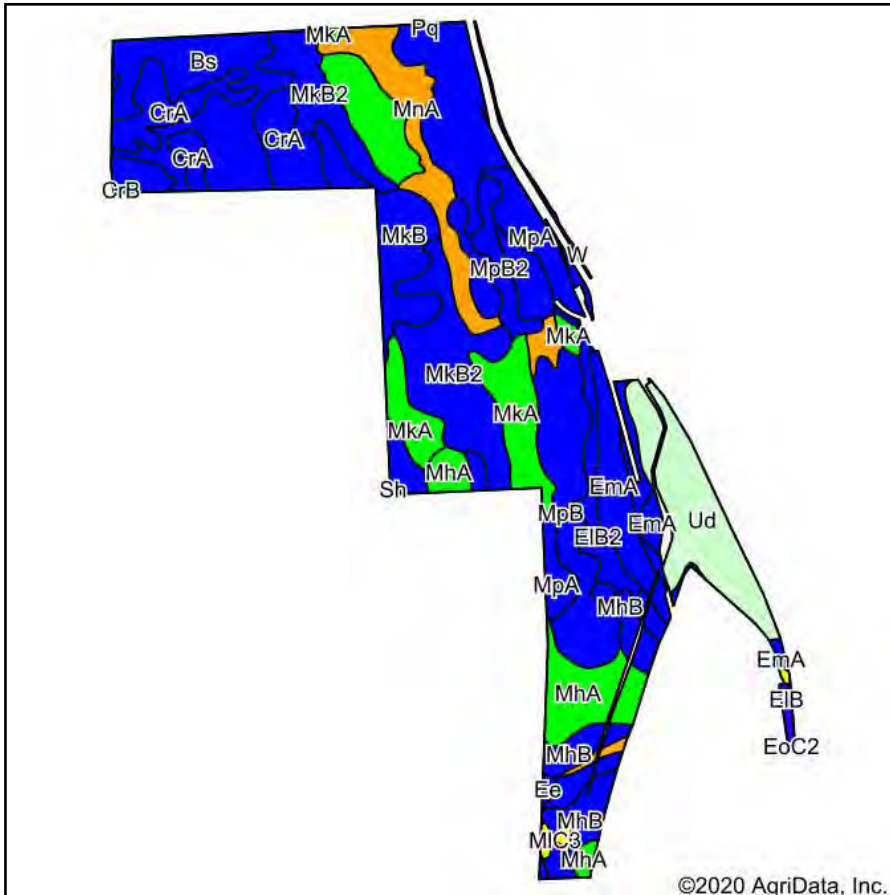 MkA
Pq
Bs
MkB2
CrA
MnA
CrA
CrA
CrB
MkB
MpA
W
MpB2
MkA
MkB2
MkA
MkA
MhA
Sh
EmA
MpB
EmA
Ud
ElB2
MpA
MhB
EmA
MhA
ElB
EoC2
MhB
Ee
MhB
MlC3
MhA
©2020 AgriData, Inc.